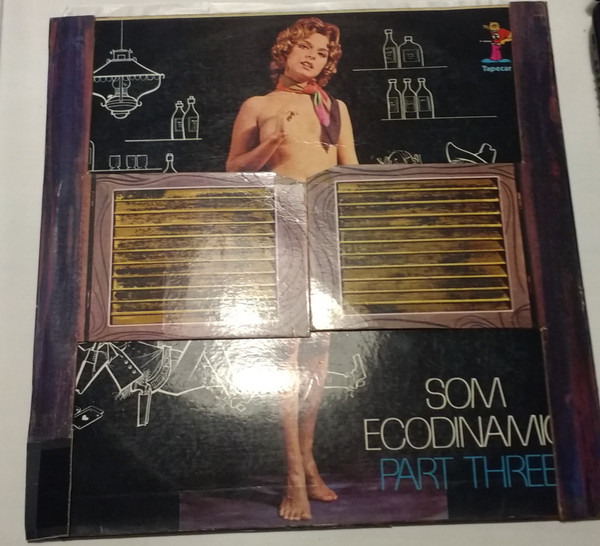 Tapecar
SOM
ECODINAMIC
PART THREE